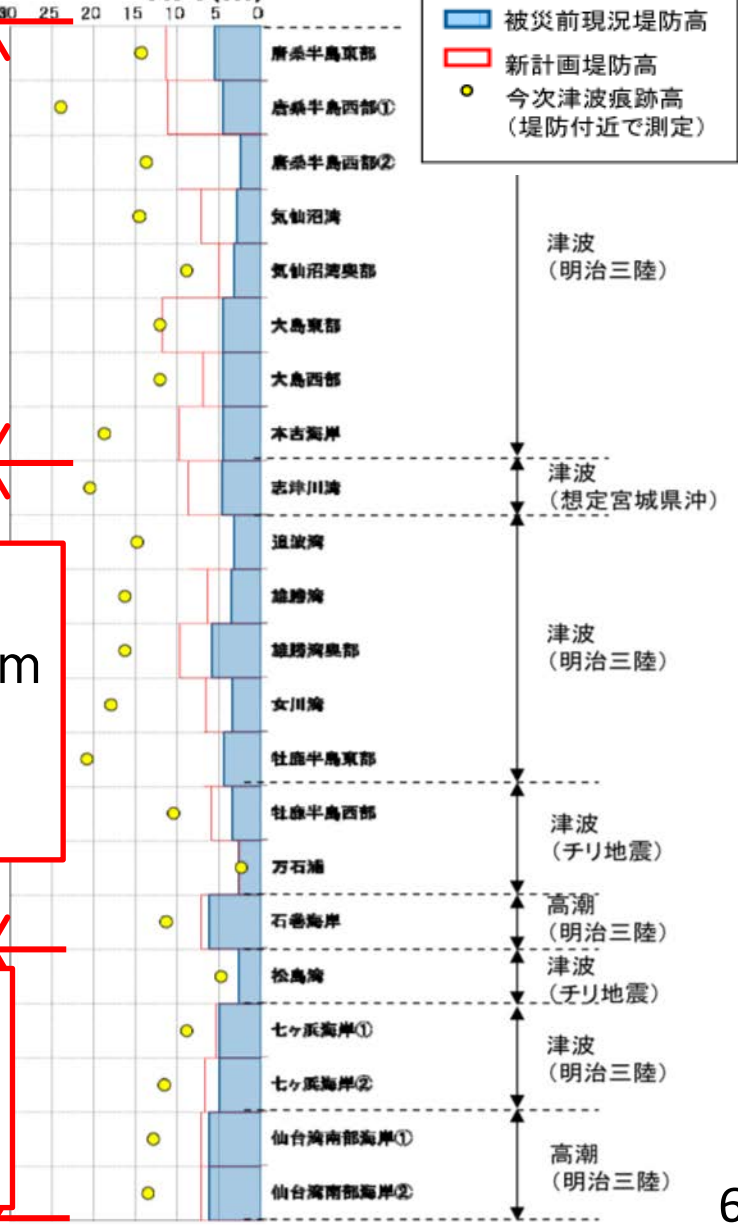 30 25 20 15 10 5 0
被災前現況堤防高
新計画堤防高
今次津波痕跡高
(堤防付近で測定)
唐桑半島東部
唐桑半島西部①
唐桑半島西部②
気仙沼湾
気仙沼湾奥部
大島東部
大島西部
本吉海岸
志津川湾
追波湾
雄勝湾
雄勝湾奥部
女川湾
牡鹿半島東部
牡鹿半島西部
万石浦
石巻海岸
松島湾
七ヶ浜海岸①
七ヶ浜海岸②
仙台湾南部海岸①
仙台湾南部海岸②
津波
(明治三陸)
津波
(想定宮城県沖)
津波
(明治三陸)
津波
(チリ地震)
高潮
(明治三陸)
津波
(チリ地震)
津波
(明治三陸)
高潮
(明治三陸)
m
6